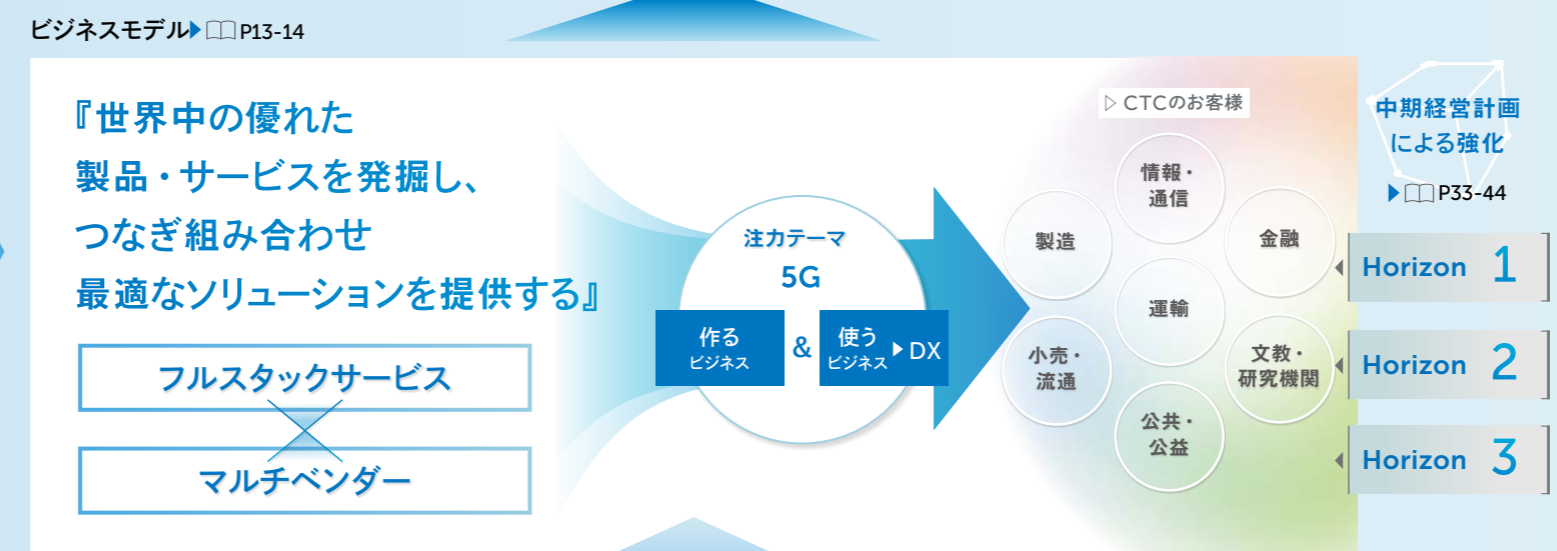 ビジネスモデル▶ P13-14
『世界中の優れた
製品・サービスを発掘し、
つなぎ組み合わせ
最適なソリューションを提供する』
フルスタックサービス
マルチベンダー
注力テーマ
5G
作る
ビジネス
&
使う
ビジネス
▶DX
▷CTCのお客様
情報・
通信
製造
金融
運輸
小売・
流通
文教・
研究機関
公共・
公益
中期経営計画
による強化
▶ P33-44
Horizon 1
Horizon 2
Horizon 3